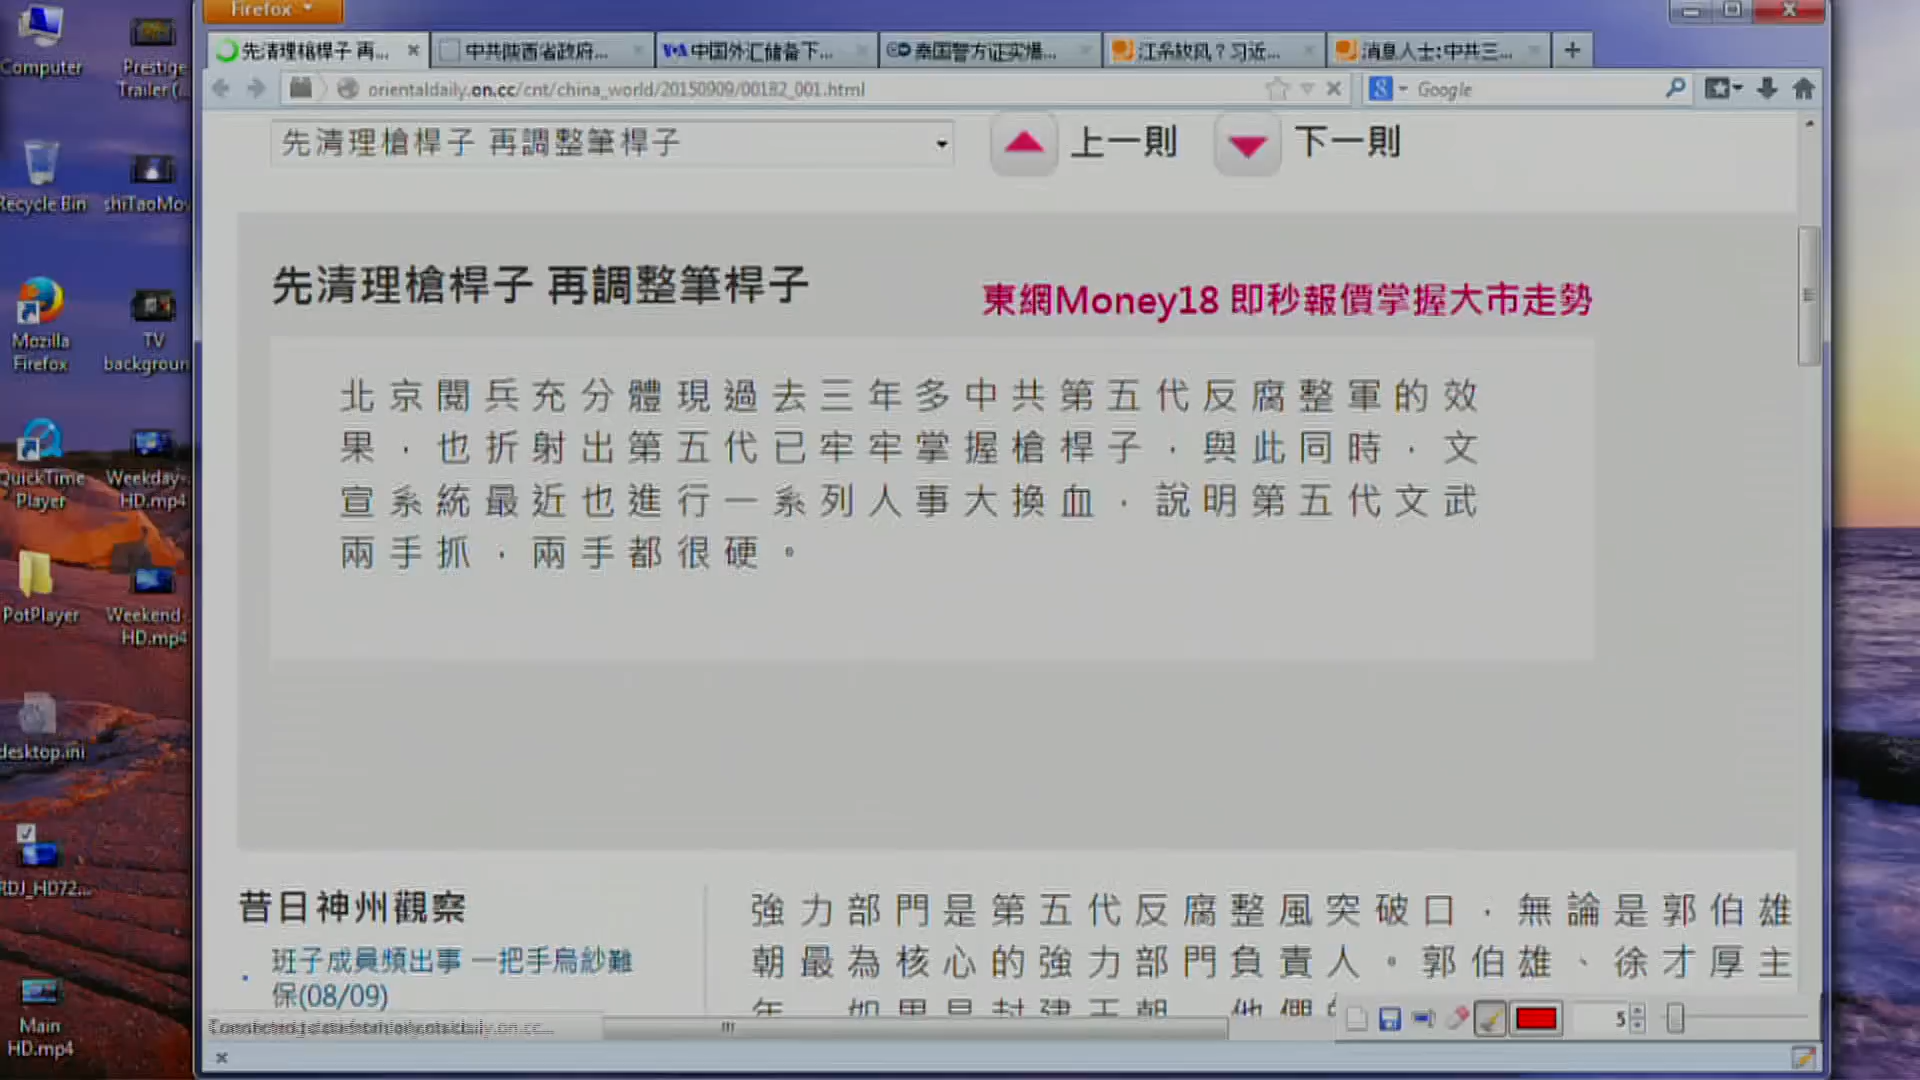 Firefox
Computer
Prestige
Trailer (...
Recycle Bin
shiTaoMov
Mozilla
Firefox
TV
backgroun
QuickTime
Player
Weekday-
HD.mp4
PotPlayer
Weekend-
HD.mp4
desktop.ini
RDJ_HD72...
Main
HD.mp4
先清理槍桿子 再...
中共陝西省政府...
VOA 中国外汇储备下...
泰国警方证实爆...
江系放风？习近...
消息人士:中共三...
orientaldaily.on.cc/cnt/china_world/20150909/00182_001.html
Google
先清理槍桿子 再調整筆桿子
上一則
下一則
先清理槍桿子 再調整筆桿子
東網Money18 即秒報價掌握大市走勢
北京閱兵充分體現過去三年多中共第五代反腐整軍的效
果，也折射出第五代已牢牢掌握槍桿子，與此同時，文
宣系統最近也進行一系列人事大換血，說明第五代文武
兩手抓，兩手都很硬。
昔日神州觀察
班子成員頻出事 一把手烏紗難
保(08/09)
強力部門是第五代反腐整風突破口，無論是郭伯雄
朝最為核心的強力部門負責人。郭伯雄、徐才厚主
5